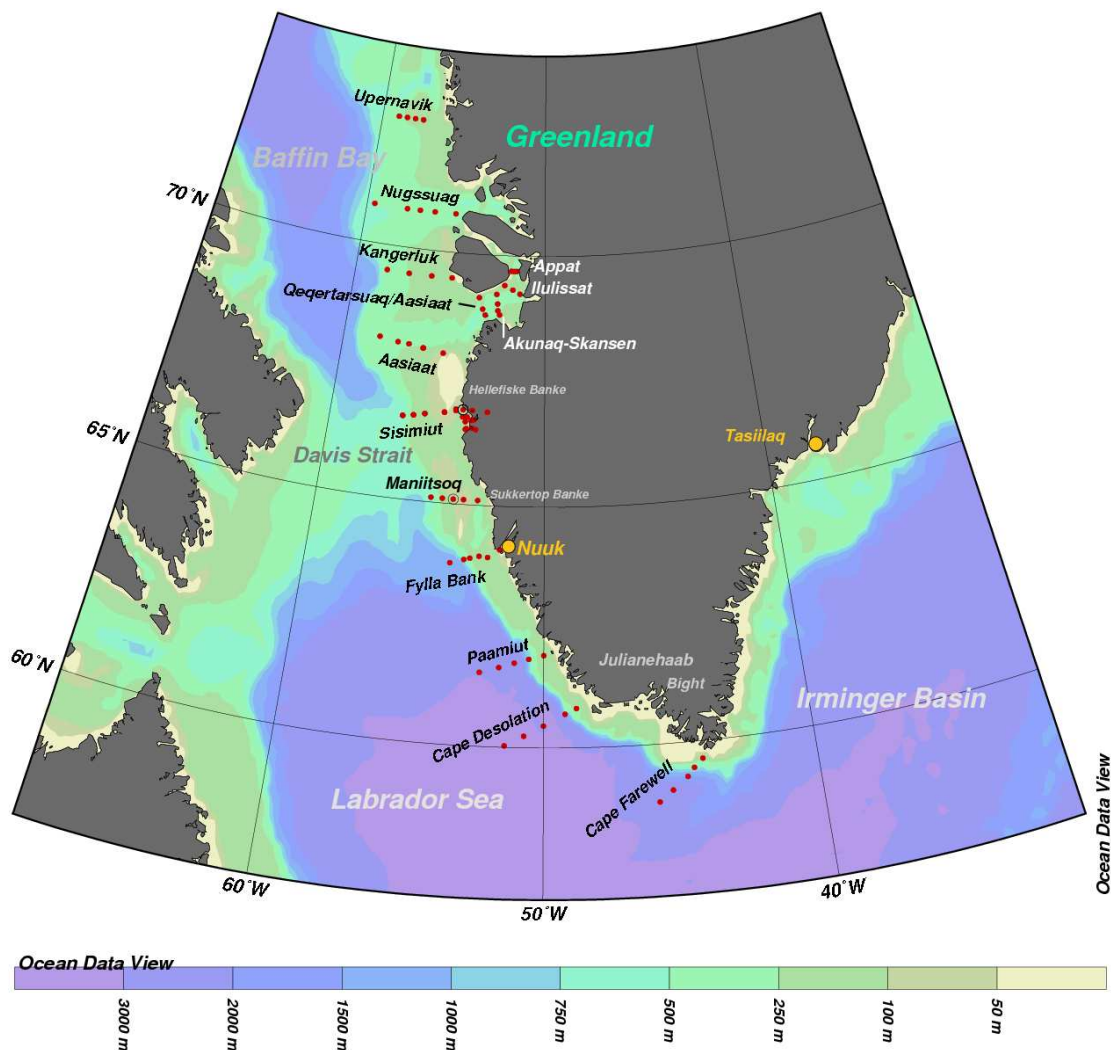 Upernavik
Greenland
Baffin Bay
70°N
Nugssuag
Kangerluk
Appat
Ilulissat
Qeqertarsuaq/Aasiaat
Akunaq-Skansen
Aasiaat
Hellefiske Banke
65°N
Sisimiut
Tasiilaq
Davis Strait
Maniitsoq
Sukkertop Banke
Nuuk
Fylla Bank
60°N
Paamiut
Julianehaab
Bight
Irminger Basin
Cape Desolation
Labrador Sea
Cape Farewell
Ocean Data View
60°W
50°W
40°W
Ocean Data View
3000 m
2000 m
1500 m
1000 m
750 m
500 m
250 m
100 m
50 m